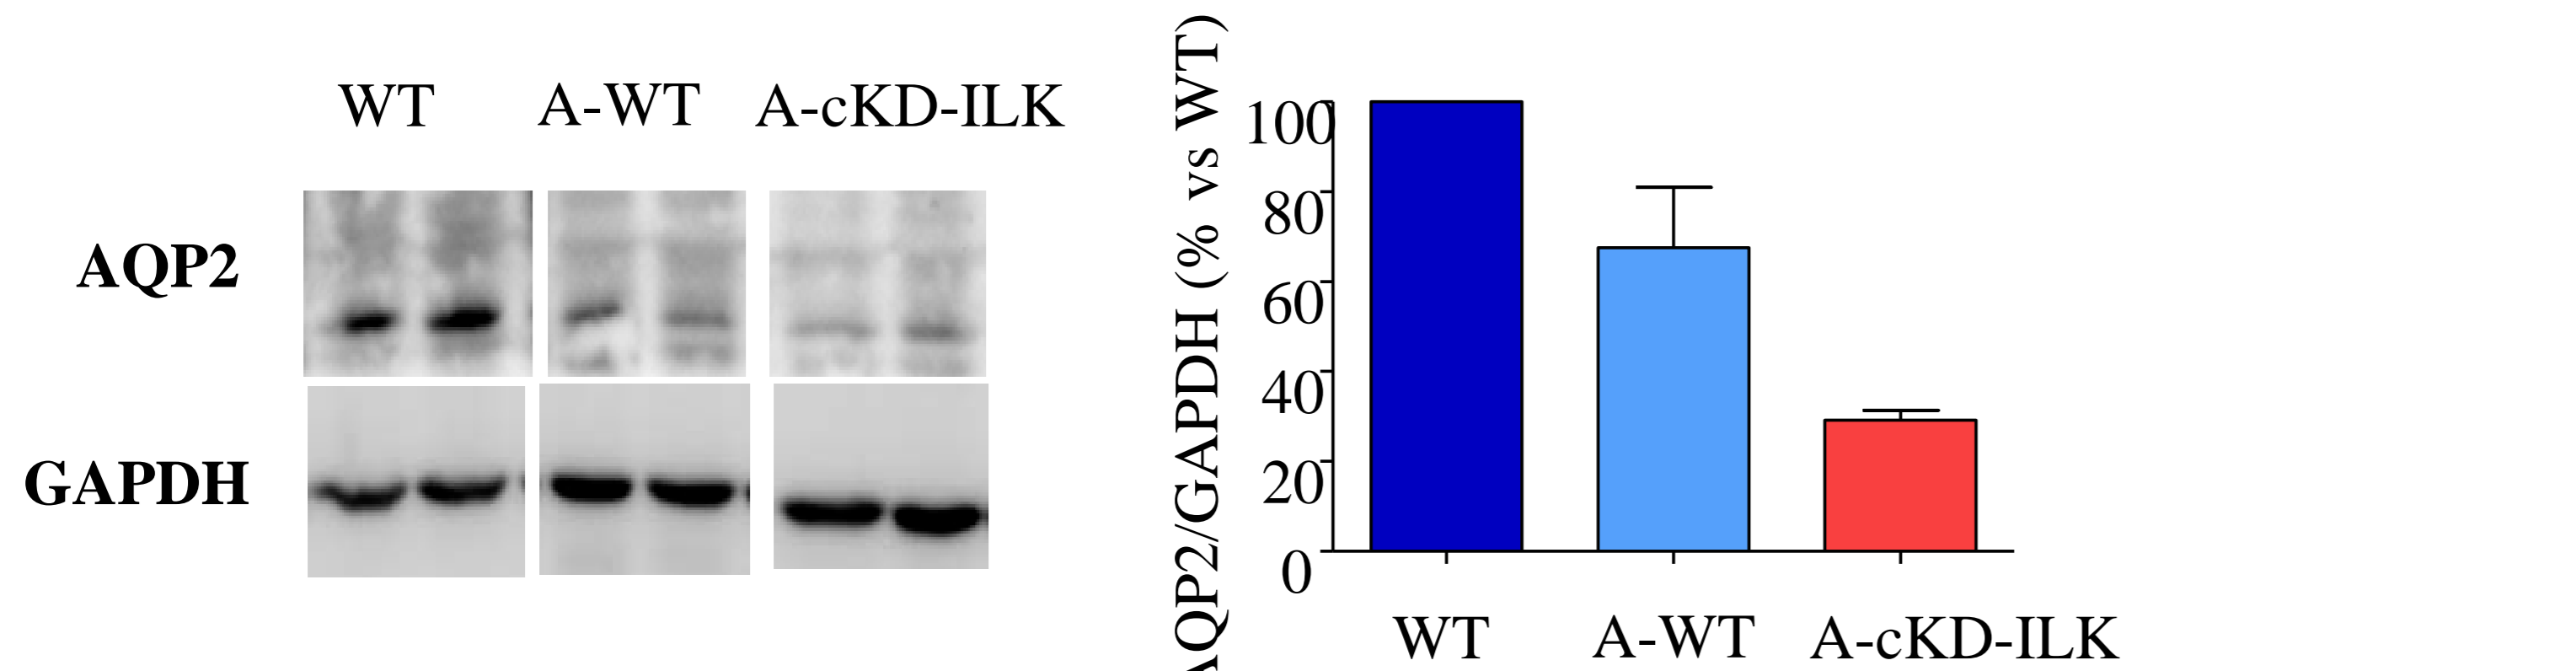 WT A-WT A-cKD-ILK
AQP2
GAPDH
AQP2/GAPDH (% vs WT)
100
80
60
40
20
0
WT A-WT A-cKD-ILK